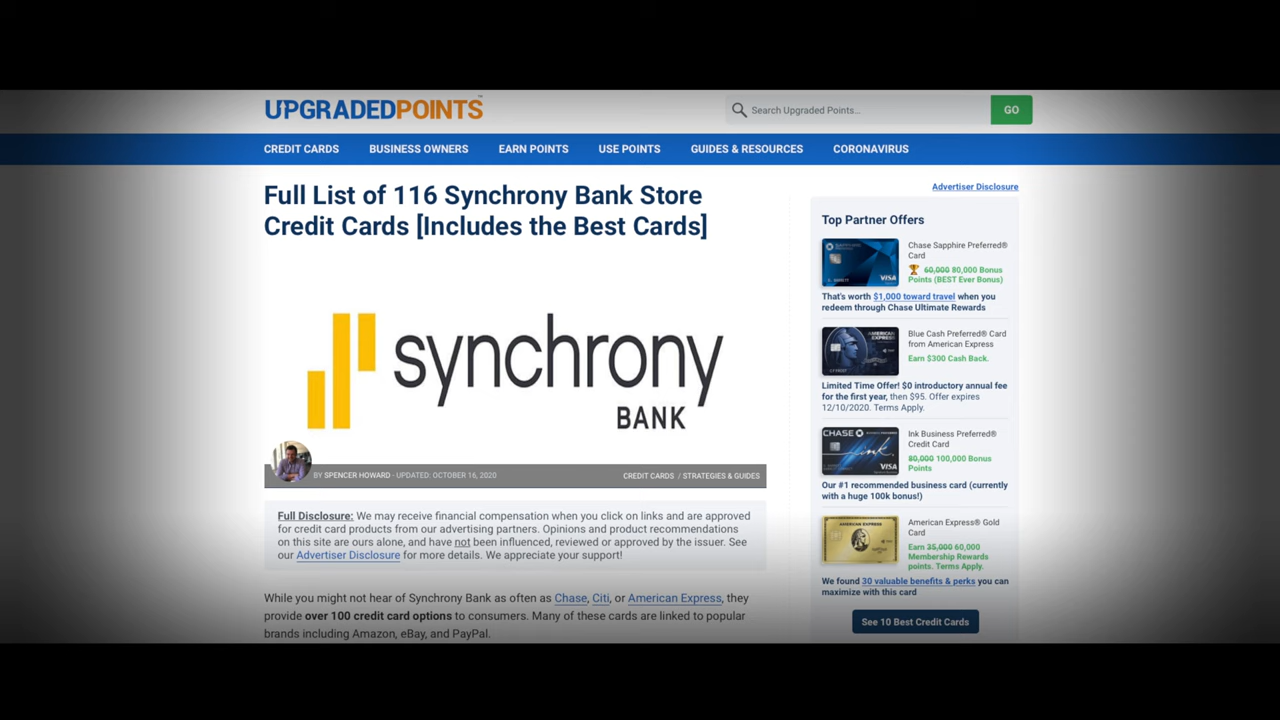 UPGRADEDPOINTS™
Search Upgraded Points...
GO
CREDIT CARDS
BUSINESS OWNERS
EARN POINTS
USE POINTS
GUIDES & RESOURCES
CORONAVIRUS
Full List of 116 Synchrony Bank Store
Credit Cards [Includes the Best Cards]
synchrony
BANK
BY SPENCER HOWARD · UPDATED: OCTOBER 16, 2020
CREDIT CARDS / STRATEGIES & GUIDES
Full Disclosure: We may receive financial compensation when you click on links and are approved
for credit card products from our advertising partners. Opinions and product recommendations
on this site are ours alone, and have not been influenced, reviewed or approved by the issuer. See
our Advertiser Disclosure for more details. We appreciate your support!
While you might not hear of Synchrony Bank as often as Chase, Citi, or American Express, they
provide over 100 credit card options to consumers. Many of these cards are linked to popular
brands including Amazon, eBay, and PayPal.
Advertiser Disclosure
Top Partner Offers
VISA
Chase Sapphire Preferred®
Card
60,000 80,000 Bonus
Points (BEST Ever Bonus)
That's worth $1,000 toward travel when you
redeem through Chase Ultimate Rewards
AMERICAN
EXPRESS
Blue Cash Preferred® Card
from American Express
Earn $300 Cash Back.
Limited Time Offer! $0 introductory annual fee
for the first year, then $95. Offer expires
12/10/2020. Terms Apply.
CHASE
ink
VISA
Ink Business Preferred®
Credit Card
80,000 100,000 Bonus
Points
Our #1 recommended business card (currently
with a huge 100k bonus!)
AMERICAN EXPRESS
American Express® Gold
Card
Earn 35,000 60,000
Membership Rewards
points. Terms Apply.
We found 30 valuable benefits & perks you can
maximize with this card
See 10 Best Credit Cards